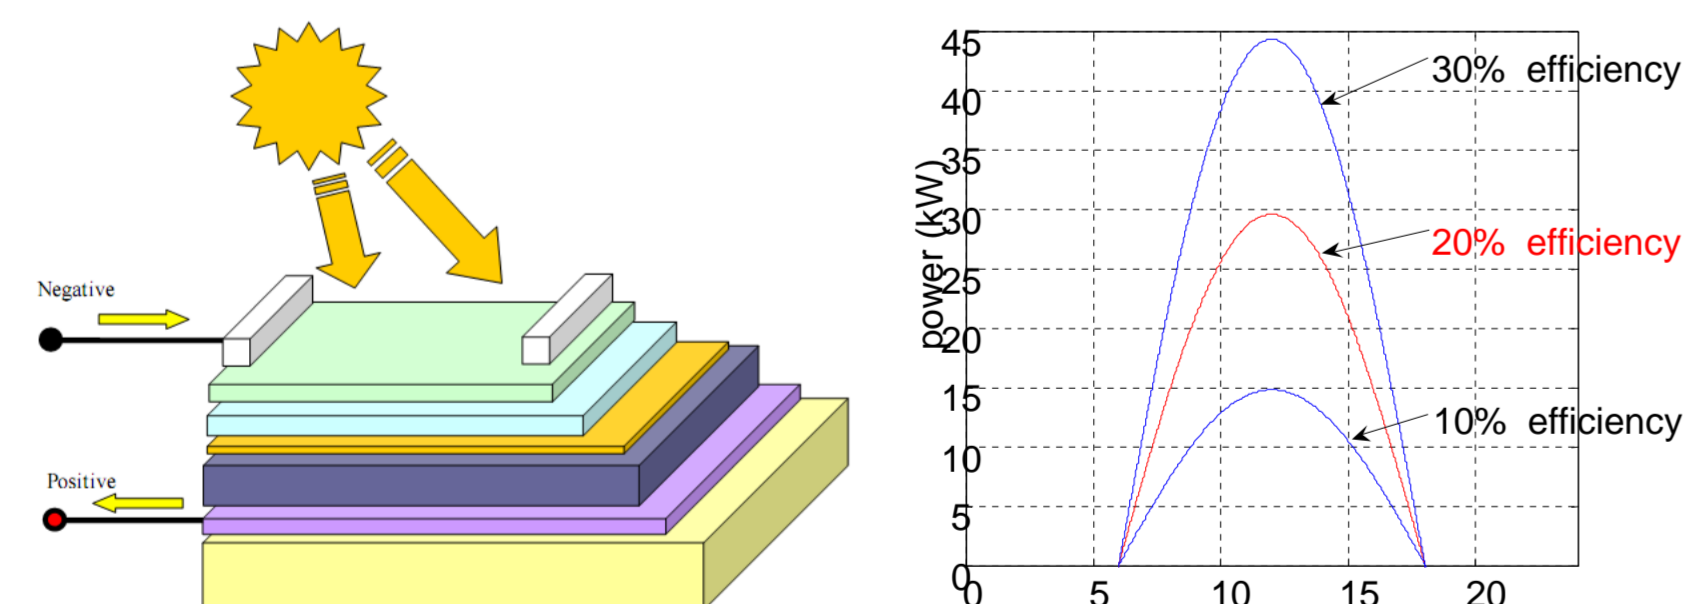 Negative
Positive
power (kW)
45
40
35
30
25
20
15
10
5
0
0 5 10 15 20
30% efficiency
20% efficiency
10% efficiency